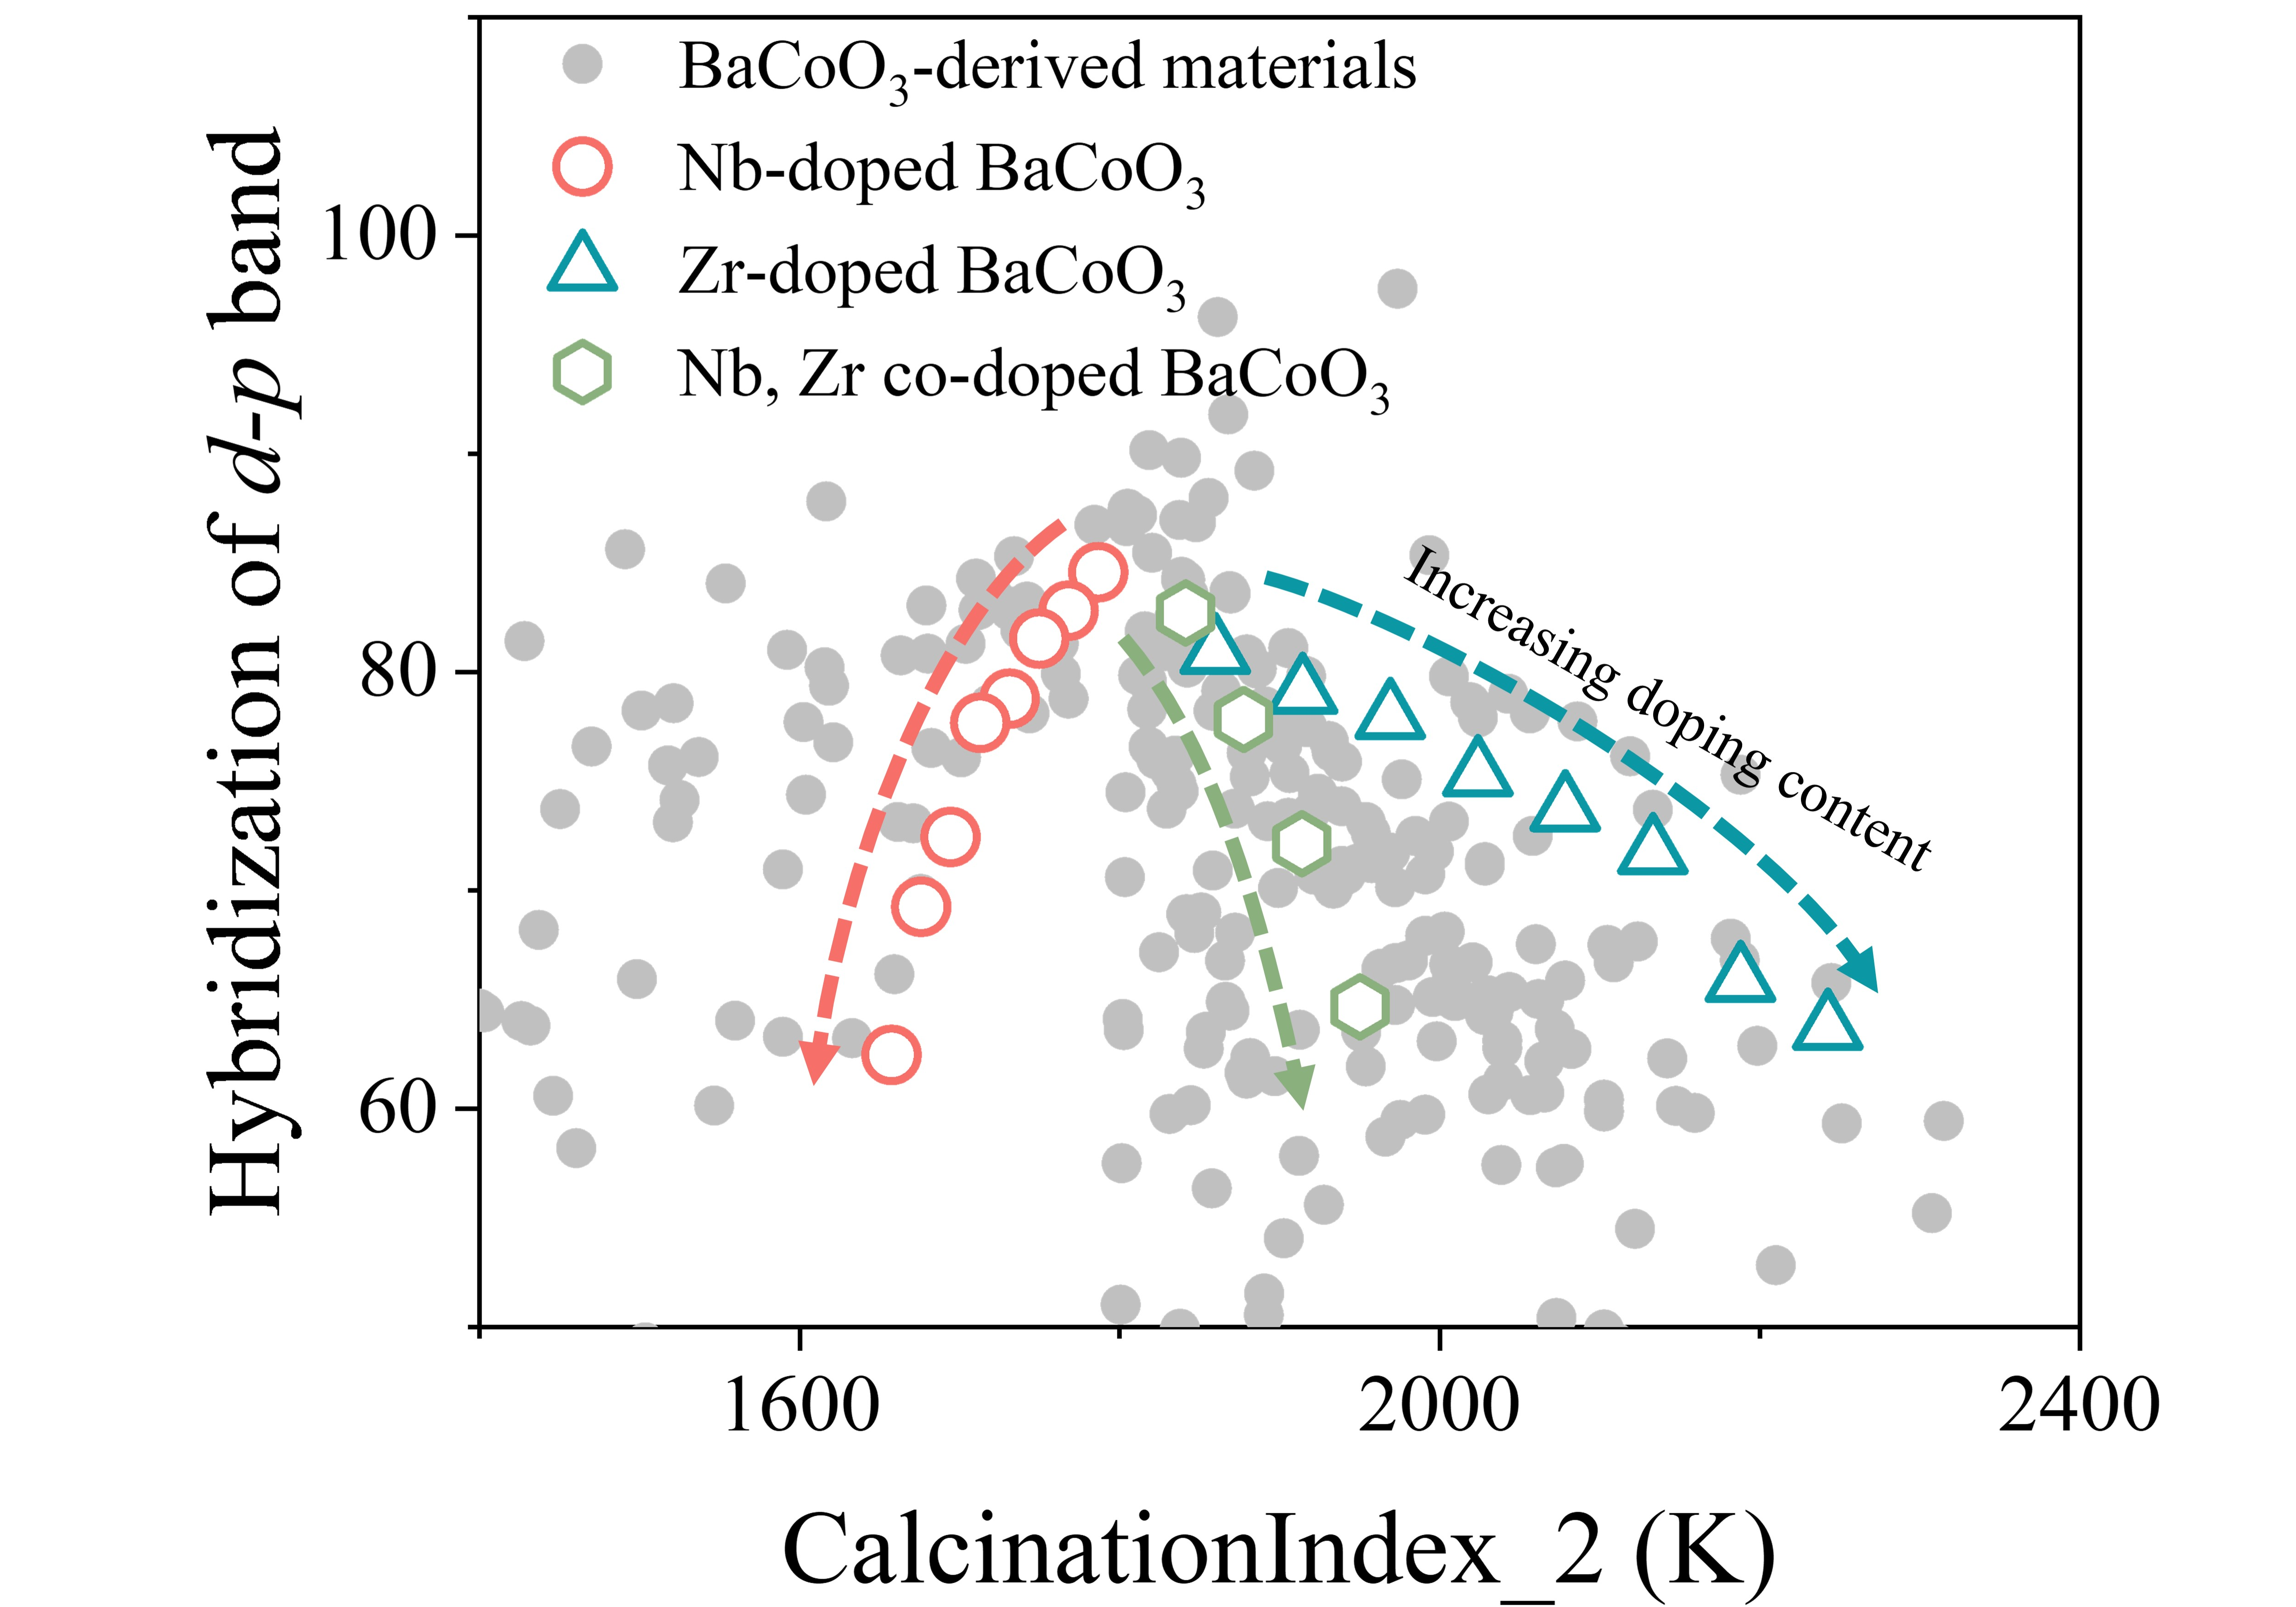 BaCoO₃-derived materials
Nb-doped BaCoO₃
Zr-doped BaCoO₃
Nb, Zr co-doped BaCoO₃
Hybridization of d-p band
100
80
60
Increasing doping content
1600
2000
2400
CalcinationIndex_2 (K)